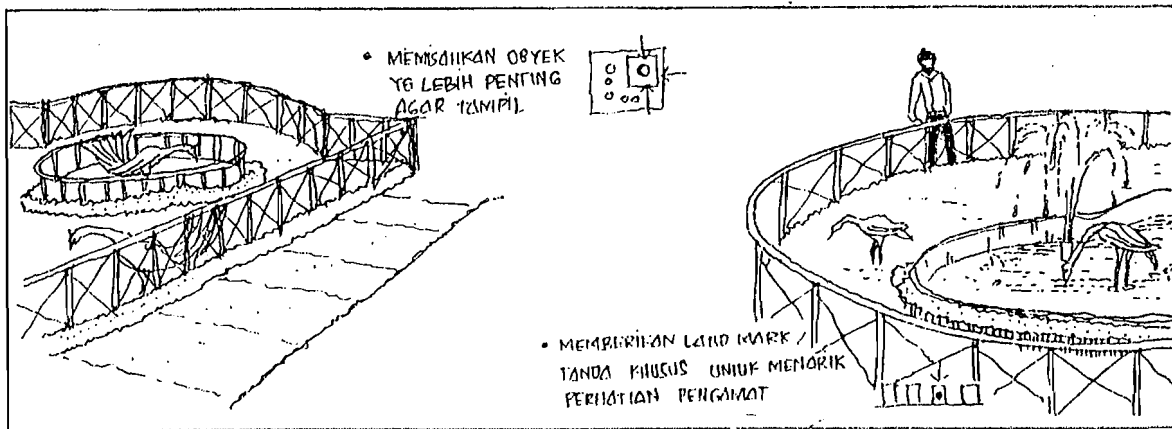 • MEMISAHKAN OBYEK
YG LEBIH PENTING
AGAR TAMPIL
• MEMBERIKAN LAND MARK
TANDA KHUSUS UNTUK MENARIK
PERHATIAN PENGAMAT